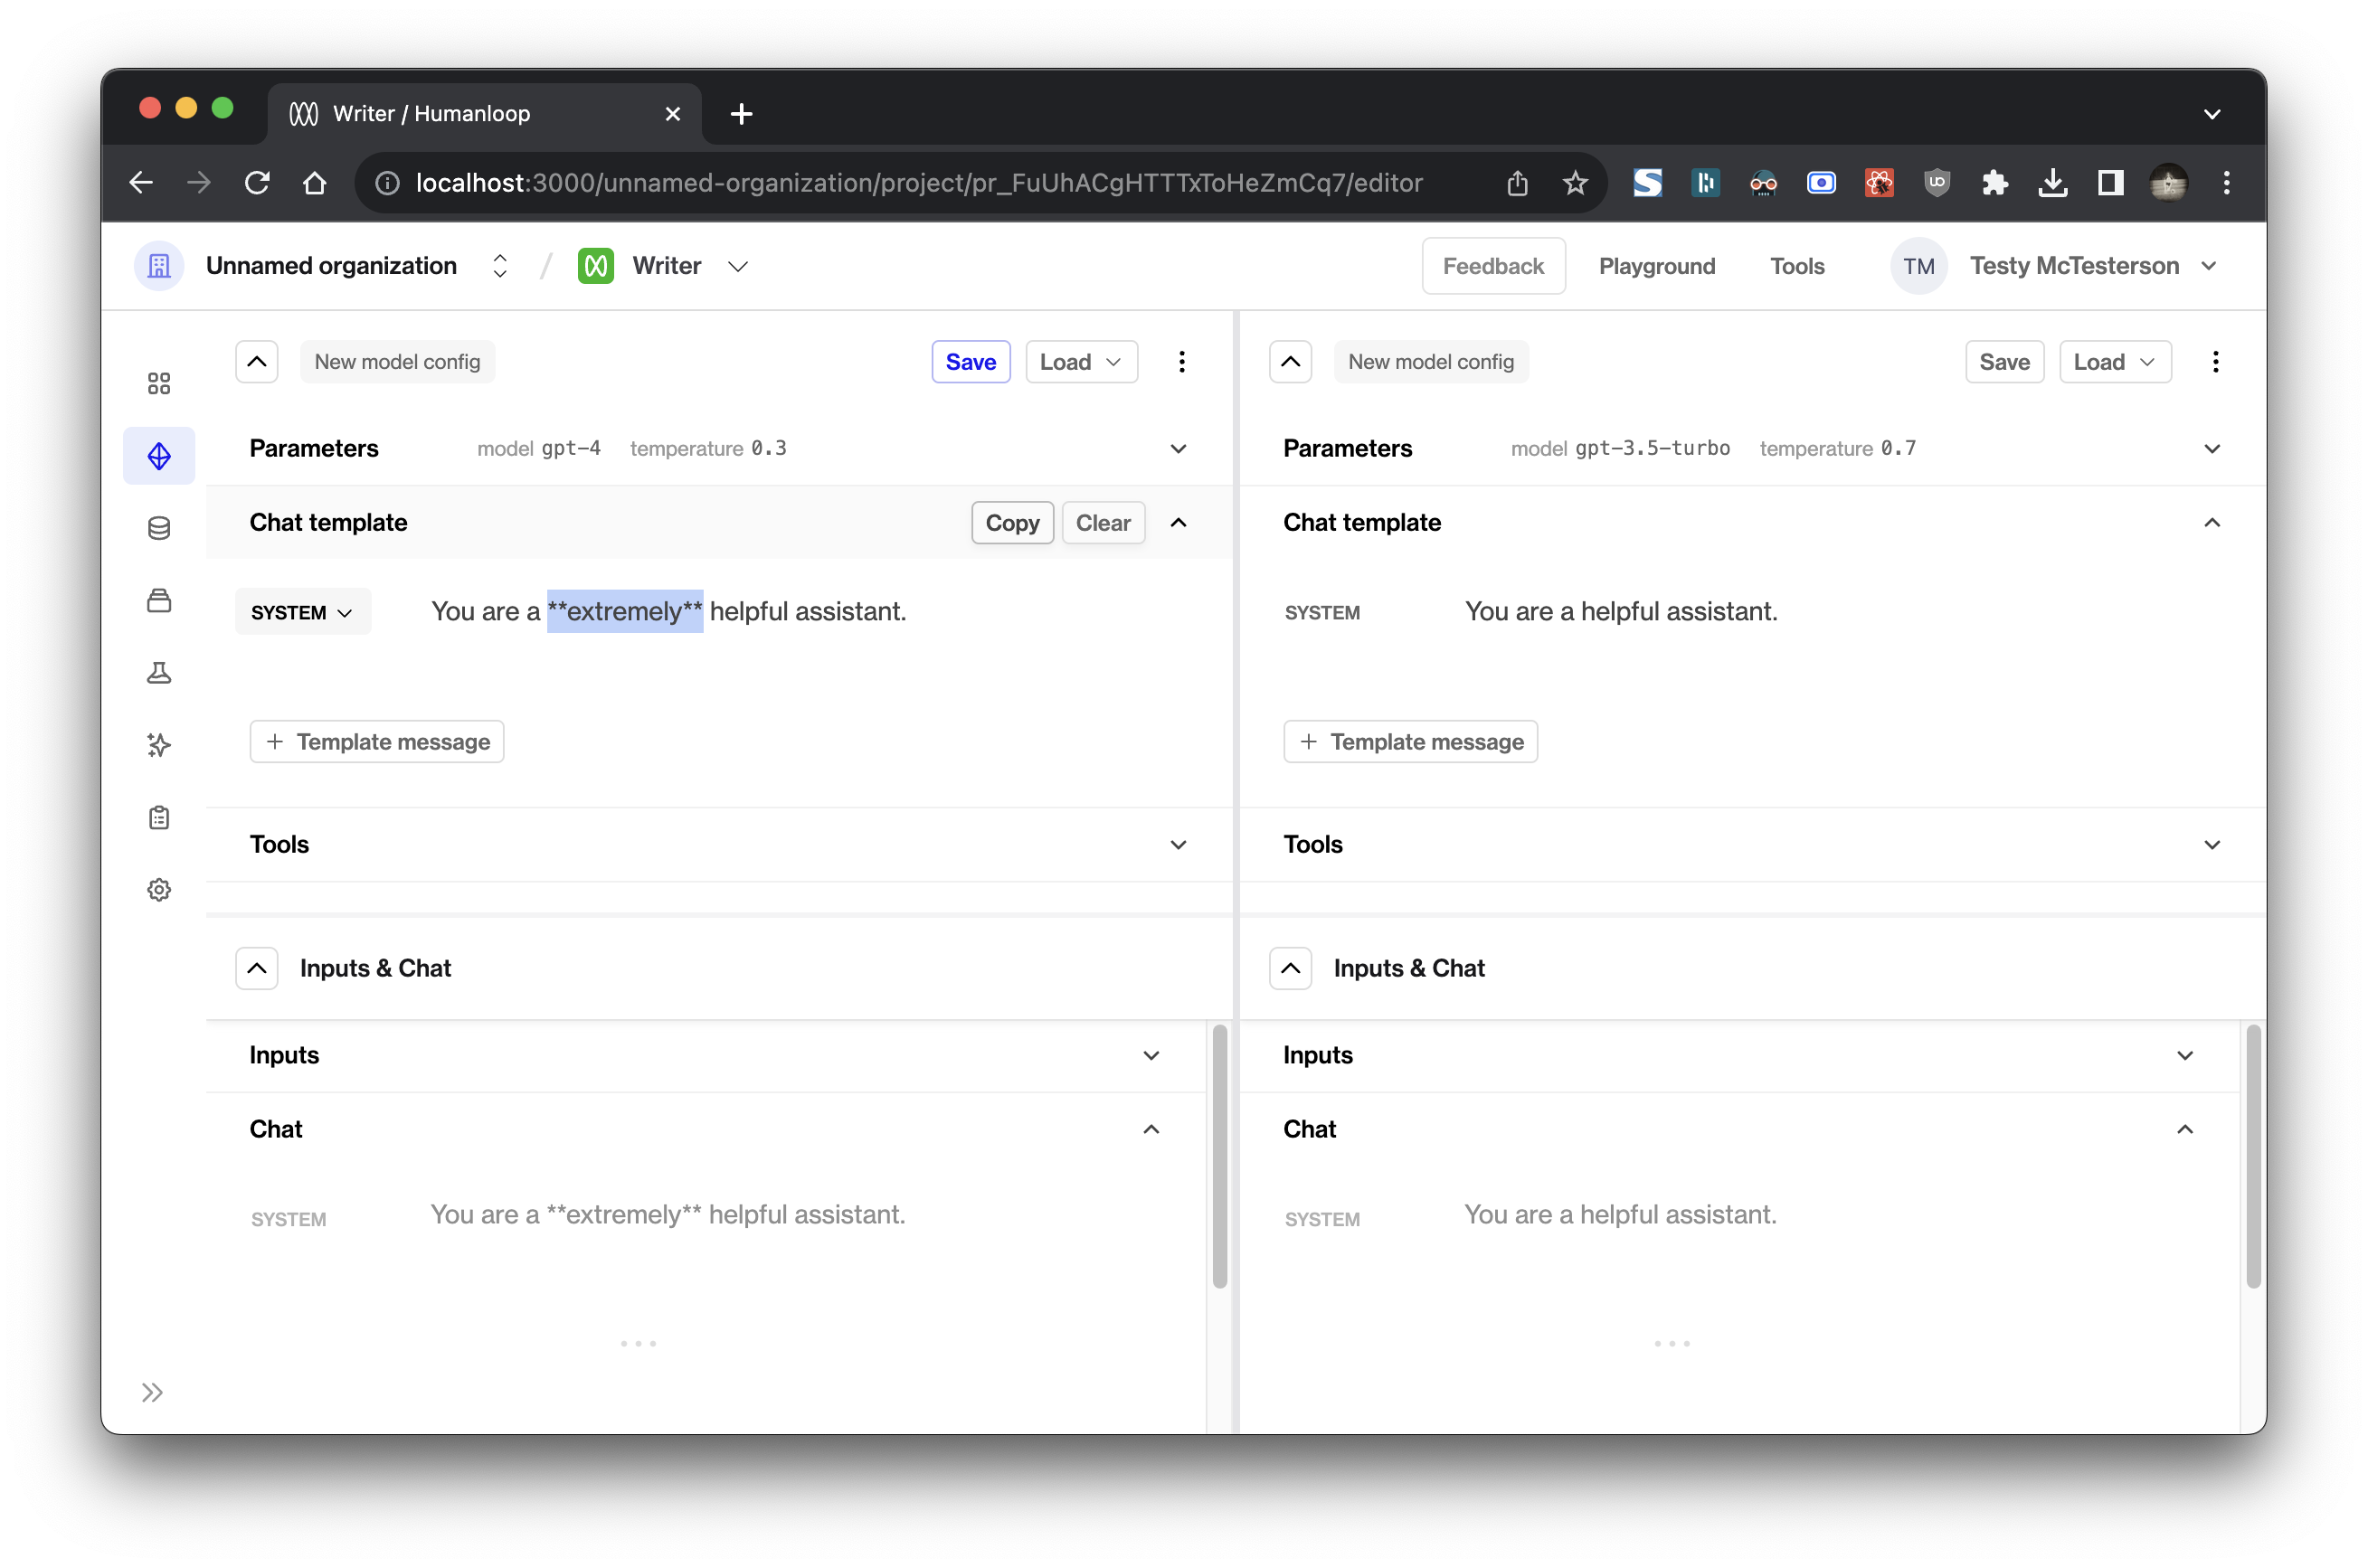 Writer / Humanloop
localhost:3000/unnamed-organization/project/pr_FuUhACgHTTTxToHeZmCq7/editor
Unnamed organization / Writer Feedback Playground Tools TM Testy McTesterson
New model config Save Load
Parameters model gpt-4 temperature 0.3
Chat template Copy Clear
SYSTEM You are a **extremely** helpful assistant.
+ Template message
Tools
Inputs & Chat
Inputs
Chat
SYSTEM You are a **extremely** helpful assistant.
New model config Save Load
Parameters model gpt-3.5-turbo temperature 0.7
Chat template
SYSTEM You are a helpful assistant.
+ Template message
Tools
Inputs & Chat
Inputs
Chat
SYSTEM You are a helpful assistant.